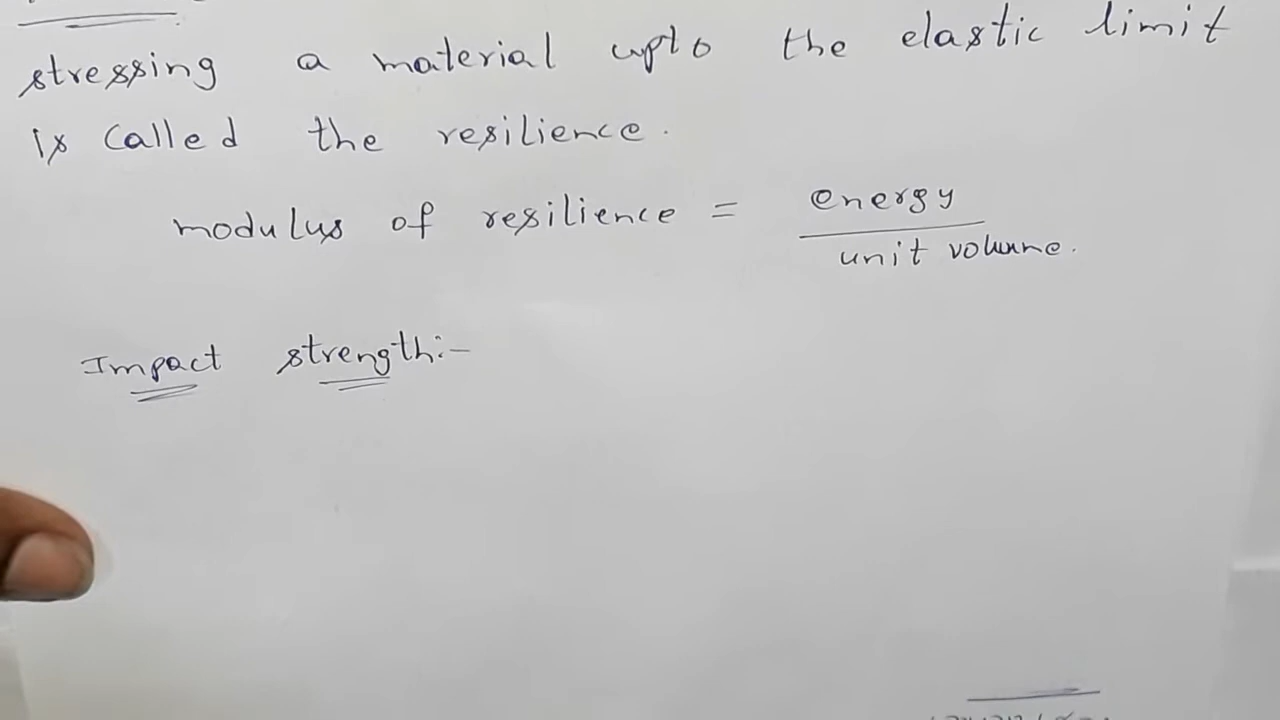 stressing a material upto the elastic limit
is called the resilience.
modulus of resilience = energy
unit volume.
Impact strength:-